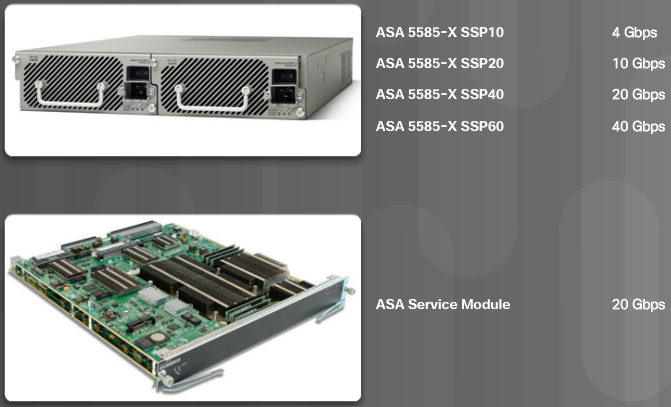 ASA 5585-X SSP10 4 Gbps
ASA 5585-X SSP20 10 Gbps
ASA 5585-X SSP40 20 Gbps
ASA 5585-X SSP60 40 Gbps
ASA Service Module 20 Gbps